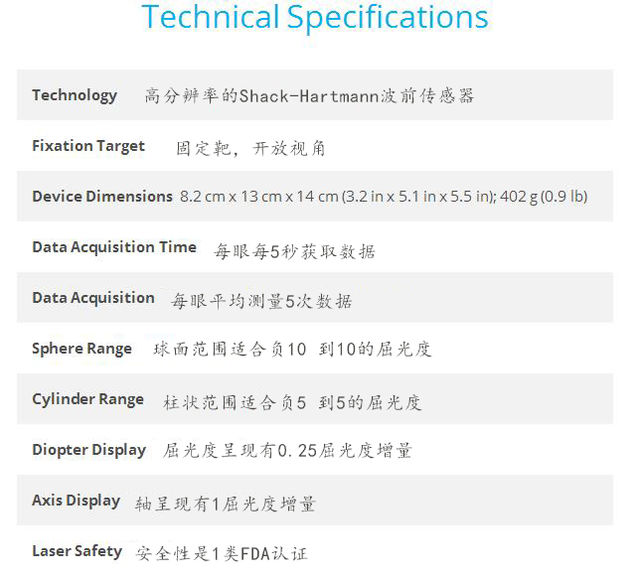 Technical Specifications
Technology 高分辨率的Shack-Hartmann波前传感器
Fixation Target 固定靶，开放视角
Device Dimensions 8.2 cm x 13 cm x 14 cm (3.2 in x 5.1 in x 5.5 in); 402 g (0.9 lb)
Data Acquisition Time 每眼每5秒获取数据
Data Acquisition 每眼平均测量5次数据
Sphere Range 球面范围适合负10 到10的屈光度
Cylinder Range 柱状范围适合负5 到5的屈光度
Diopter Display 屈光度呈现有0.25屈光度增量
Axis Display 轴呈现有1屈光度增量
Laser Safety 安全性是1类FDA认证